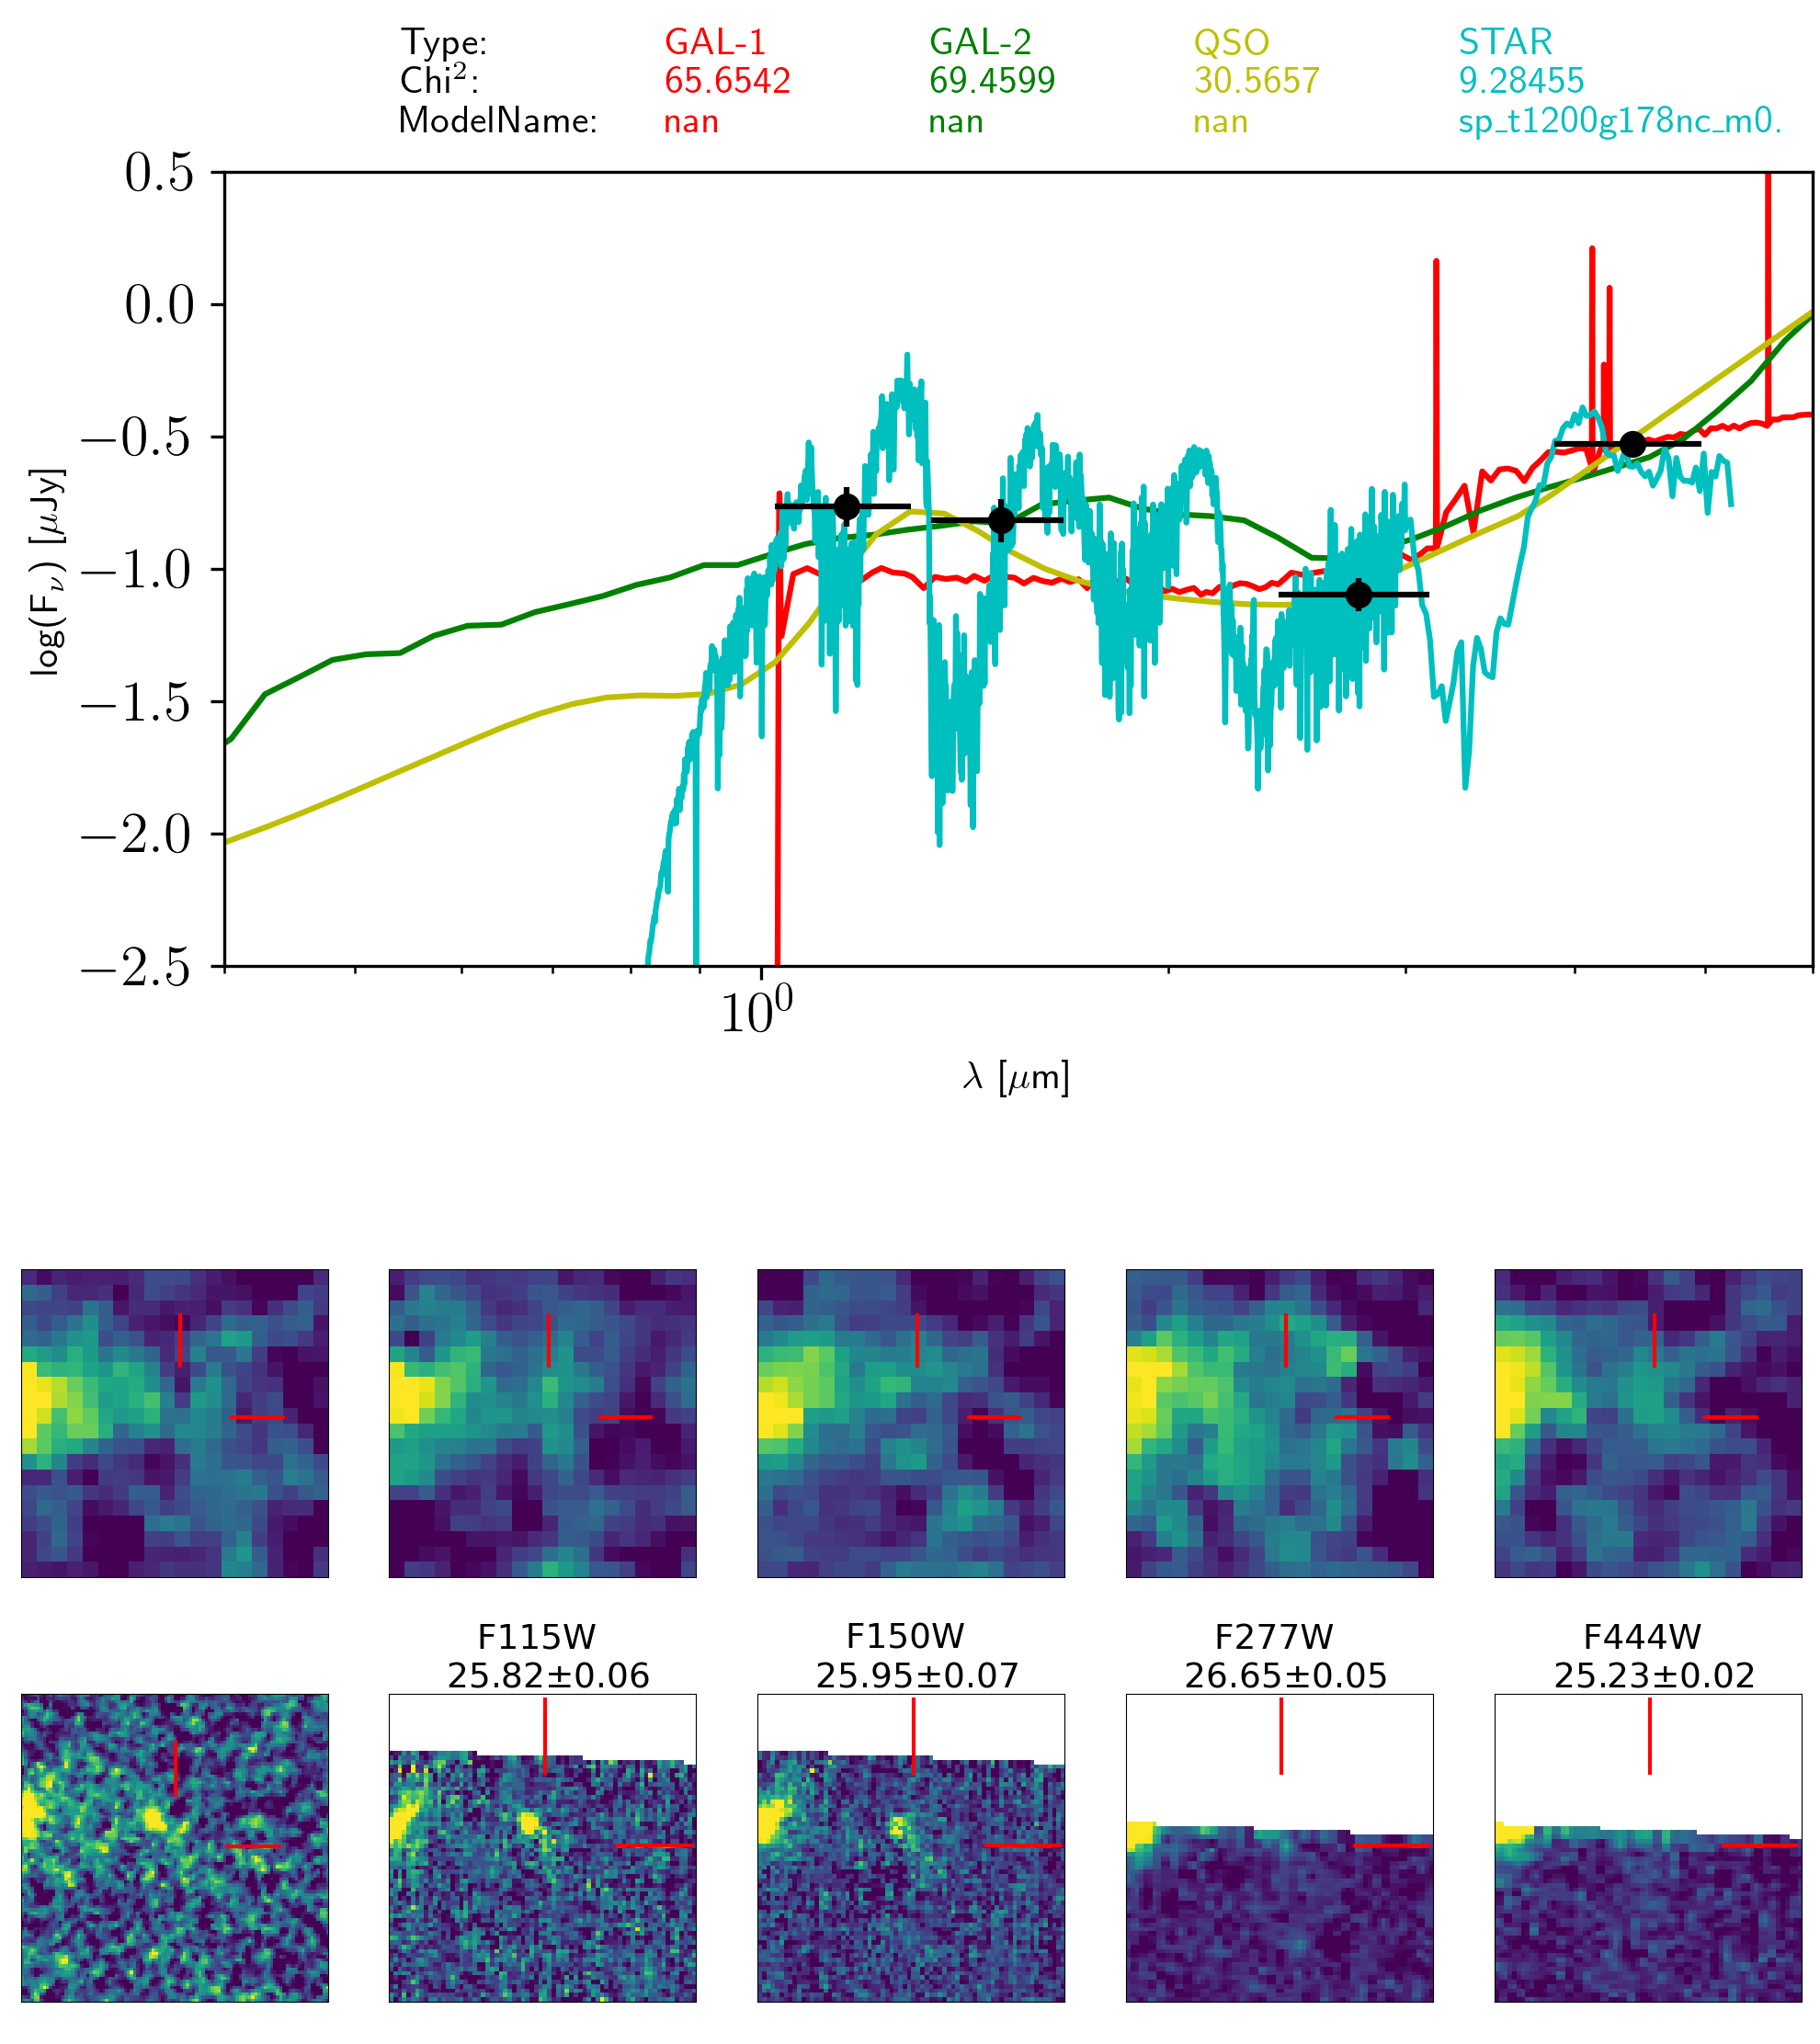 Type: GAL-1 GAL-2 QSO STAR
Chi²: 65.6542 69.4599 30.5657 9.28455
ModelName: nan nan nan sp_t1200g178nc_m0.
0.5
0.0
−0.5
−1.0
−1.5
−2.0
−2.5
log(Fν) [μJy]
10⁰
λ [μm]
F115W F150W F277W F444W
25.82±0.06 25.95±0.07 26.65±0.05 25.23±0.02